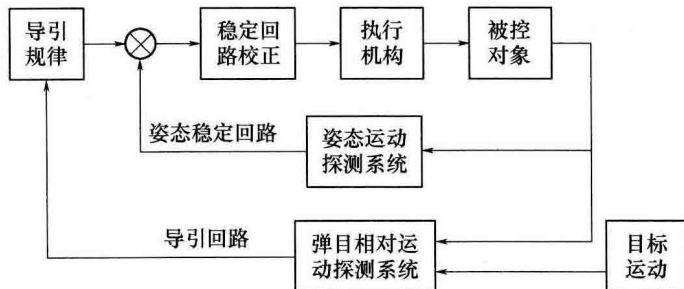 导引
规律
稳定回
路校正
执行
机构
被控
对象
姿态稳定回路
姿态运动
探测系统
导引回路
弹目相对运
动探测系统
目标
运动